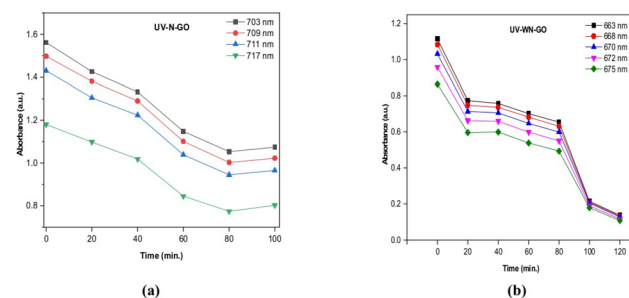 UV-N-GO
703 nm
709 nm
711 nm
717 nm
Absorbance (a.u.)
1.6
1.4
1.2
1.0
0.8
0 20 40 60 80 100
Time (min.)
(a)
UV-WN-GO
663 nm
668 nm
670 nm
672 nm
675 nm
Absorbance (a.u.)
1.2
1.0
0.8
0.6
0.4
0.2
0.0
0 20 40 60 80 100 120
Time (min.)
(b)